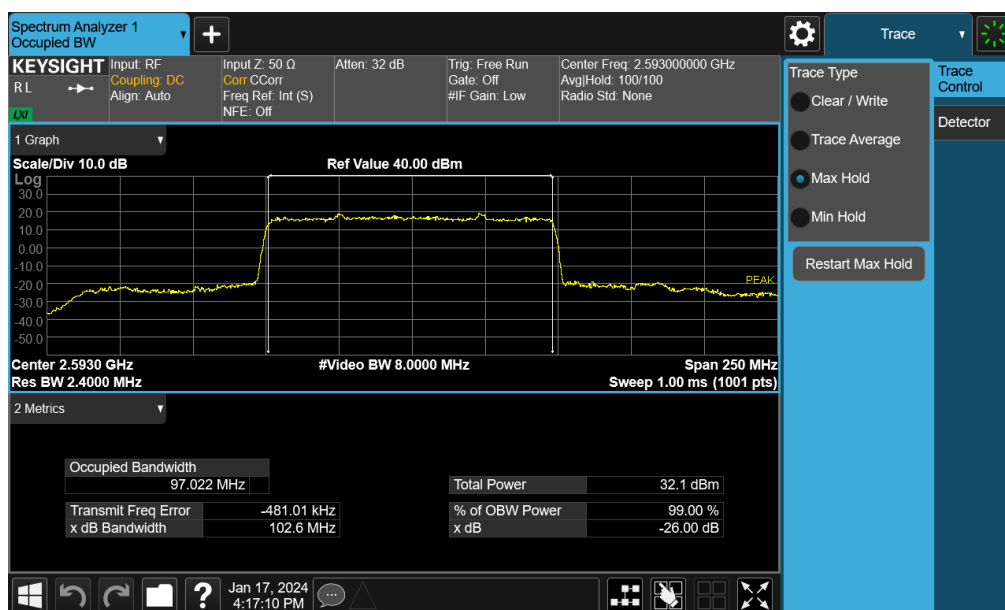 Spectrum Analyzer 1
Occupied BW
+
Trace
KEYSIGHT
RL
LXI
Input: RF
Coupling: DC
Align: Auto
Input Z: 50 Ω
Corr CCorr
Freq Ref: Int (S)
NFE: Off
Atten: 32 dB
Trig: Free Run
Gate: Off
#IF Gain: Low
Center Freq: 2.593000000 GHz
Avg|Hold: 100/100
Radio Std: None
Trace Type
Clear / Write
Trace Average
Max Hold
Min Hold
Restart Max Hold
Trace
Control
Detector
1 Graph
Scale/Div 10.0 dB
Ref Value 40.00 dBm
Log
30.0
20.0
10.0
0.00
-10.0
-20.0
-30.0
-40.0
-50.0
PEAK
Center 2.5930 GHz
#Video BW 8.0000 MHz
Span 250 MHz
Res BW 2.4000 MHz
Sweep 1.00 ms (1001 pts)
2 Metrics
Occupied Bandwidth
97.022 MHz
Total Power 32.1 dBm
Transmit Freq Error -481.01 kHz
% of OBW Power 99.00 %
x dB Bandwidth 102.6 MHz
x dB -26.00 dB
?
Jan 17, 2024
4:17:10 PM